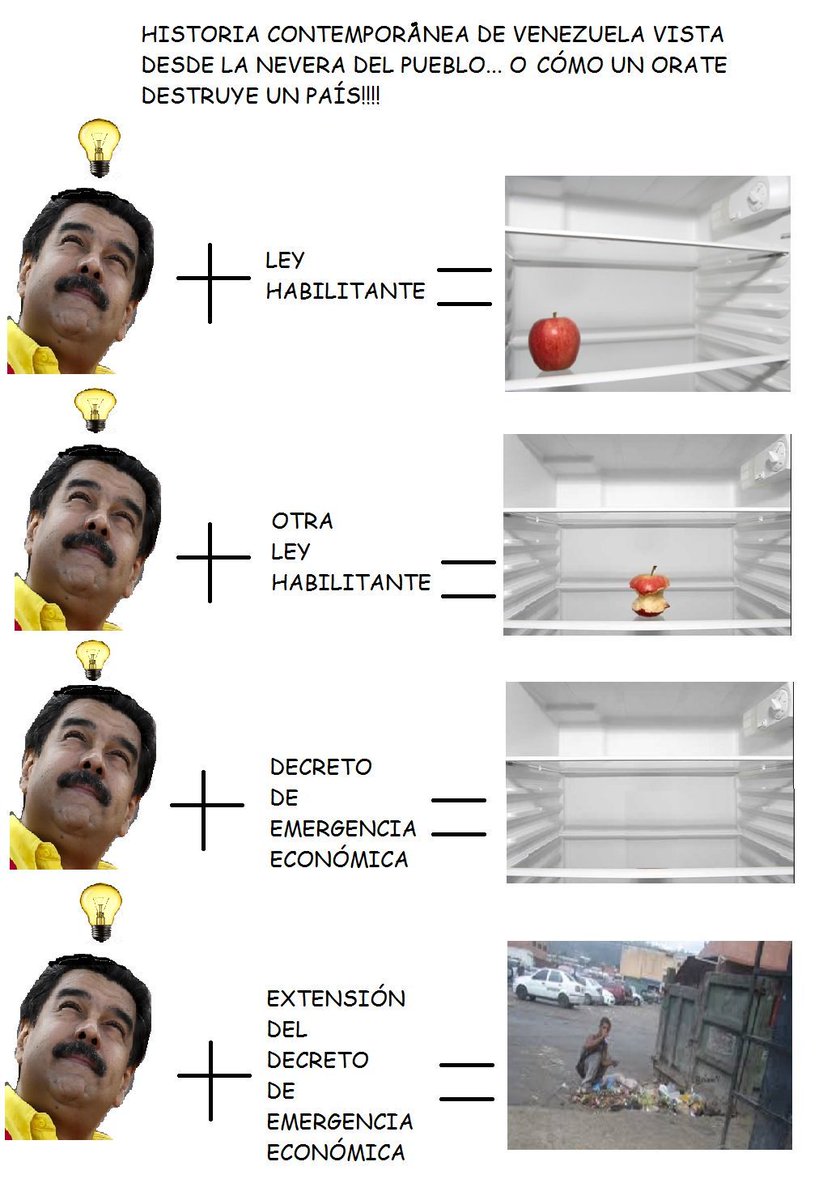 HISTORIA CONTEMPORÁNEA DE VENEZUELA VISTA
DESDE LA NEVERA DEL PUEBLO... O CÓMO UN ORATE
DESTRUYE UN PAÍS!!!!
LEY
HABILITANTE
OTRA
LEY
HABILITANTE
DECRETO
DE
EMERGENCIA
ECONÓMICA
EXTENSIÓN
DEL
DECRETO
DE
EMERGENCIA
ECONÓMICA